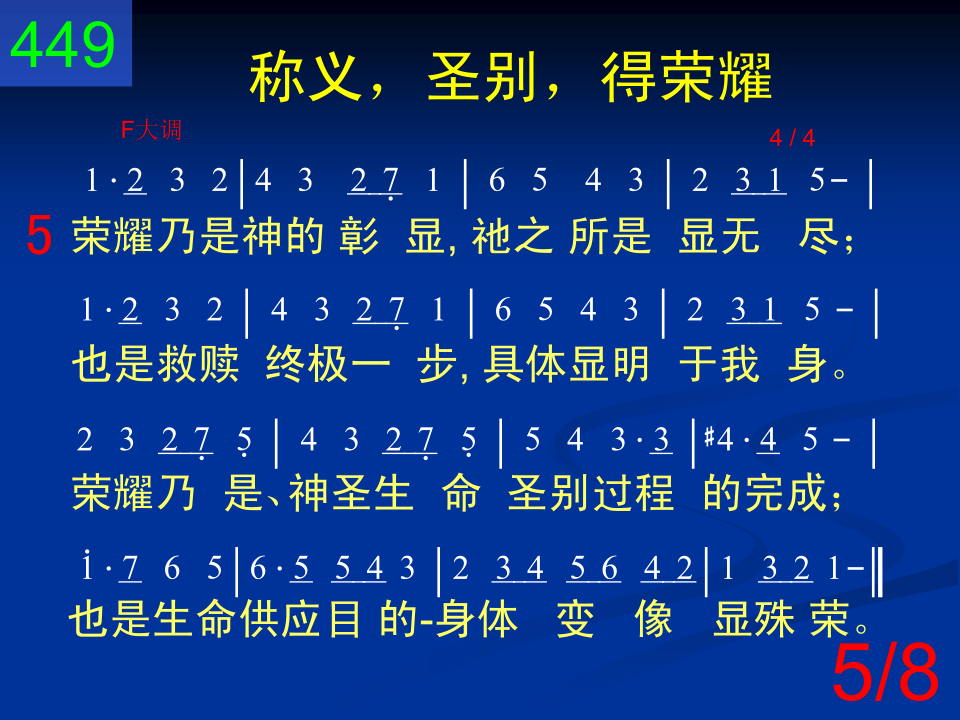 449
称义，圣别，得荣耀
F大调
4 / 4
1 · 2 3 2 | 4 3 2 7̣ 1 | 6 5 4 3 | 2 3 1 5 – |
5 荣耀乃是神的 彰 显, 祂之 所是 显无 尽；
1 · 2 3 2 | 4 3 2 7̣ 1 | 6 5 4 3 | 2 3 1 5 – |
也是救赎 终极一 步, 具体显明 于我 身。
2 3 2 7̣ 5̣ | 4 3 2 7̣ 5̣ | 5 4 3 · 3 | ♯4 · 4 5 – |
荣耀乃 是、神圣生 命 圣别过程 的完成；
1̇ · 7 6 5 | 6 · 5 5 4 3 | 2 3 4 5 6 4 2 | 1 3 2 1 – ‖
也是生命供应目 的-身体 变 像 显殊 荣。
5/8